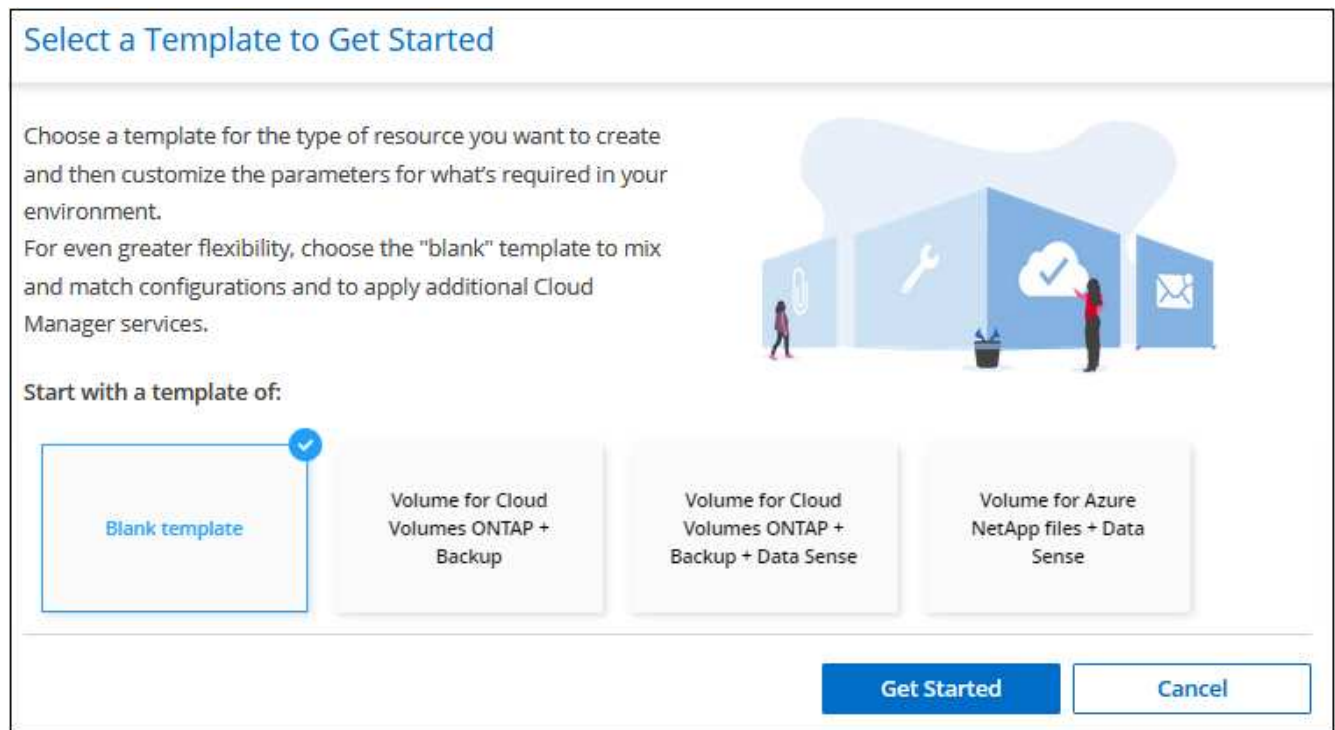 Select a Template to Get Started
Choose a template for the type of resource you want to create
and then customize the parameters for what's required in your
environment.
For even greater flexibility, choose the "blank" template to mix
and match configurations and to apply additional Cloud
Manager services.
Start with a template of:
Blank template
Volume for Cloud
Volumes ONTAP +
Backup
Volume for Cloud
Volumes ONTAP +
Backup + Data Sense
Volume for Azure
NetApp files + Data
Sense
Get Started
Cancel